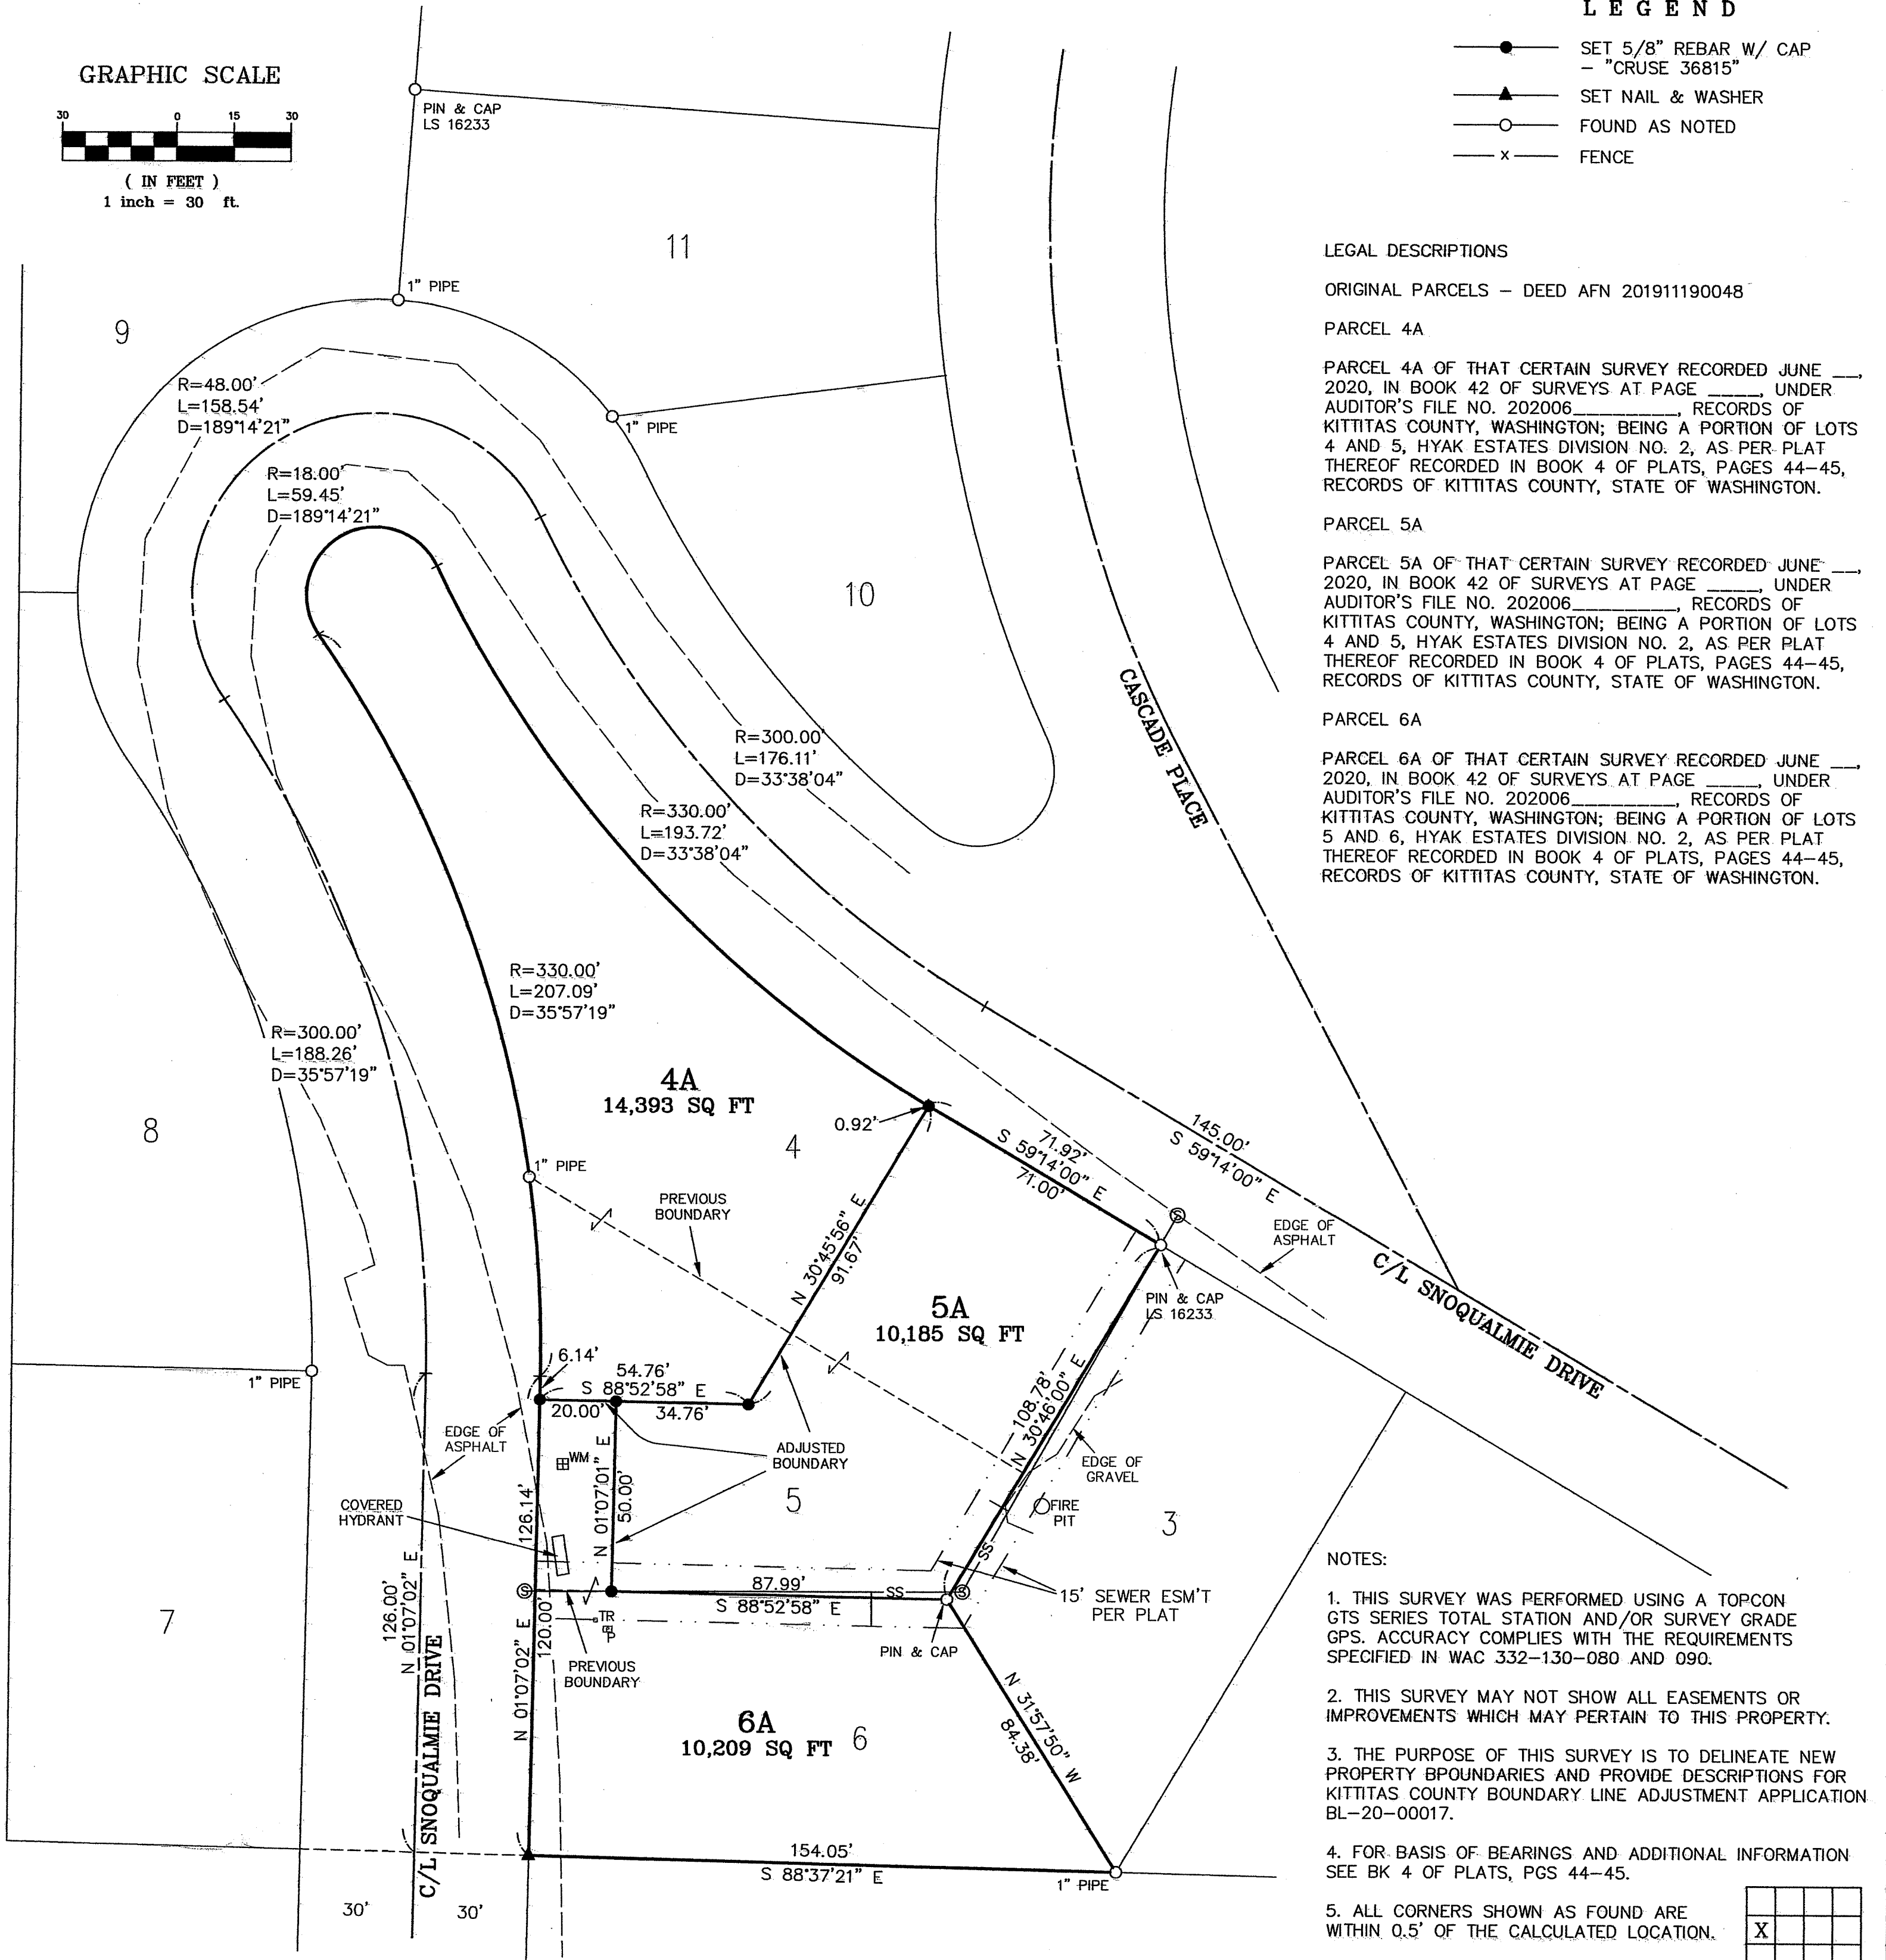 GRAPHIC SCALE
30 0 15 30
( IN FEET )
1 inch = 30 ft.
L E G E N D
SET 5/8" REBAR W/ CAP
- "CRUSE 36815"
SET NAIL & WASHER
FOUND AS NOTED
x FENCE
PIN & CAP
LS 16233
11
1" PIPE
9
R=48.00'
L=158.54'
D=189°14'21"
1" PIPE
R=18.00'
L=59.45'
D=189°14'21"
10
CASCADE PLACE
R=300.00'
L=176.11'
D=33°38'04"
R=330.00'
L=193.72'
D=33°38'04"
R=330.00'
L=207.09'
D=35°57'19"
R=300.00'
L=188.26'
D=35°57'19"
8
4A
14,393 SQ FT
4
0.92'
71.92'
S 59°14'00" E
71.00'
145.00'
S 59°14'00" E
1" PIPE
PREVIOUS
BOUNDARY
N 30°45'56" E
91.67'
S
EDGE OF
ASPHALT
C/L SNOQUALMIE DRIVE
PIN & CAP
LS 16233
5A
10,185 SQ FT
1" PIPE
6.14'
54.76'
S 88°52'58" E
20.00'
34.76'
108.78'
N 30°46'00" E
EDGE OF
ASPHALT
WM
ADJUSTED
BOUNDARY
EDGE OF
GRAVEL
N 01°07'01" E
50.00'
COVERED
HYDRANT
126.14'
5
FIRE
PIT
3
SS
126.00'
N 01°07'02" E
S
87.99'
SS
S
S 88°52'58" E
15' SEWER ESM'T
PER PLAT
TR
P
120.00'
N 01°07'02" E
PREVIOUS
BOUNDARY
PIN & CAP
7
C/L SNOQUALMIE DRIVE
6A
10,209 SQ FT
6
N 31°57'50" W
84.38'
154.05'
S 88°37'21" E
1" PIPE
30' 30'
LEGAL DESCRIPTIONS
ORIGINAL PARCELS - DEED AFN 201911190048
PARCEL 4A
PARCEL 4A OF THAT CERTAIN SURVEY RECORDED JUNE __,
2020, IN BOOK 42 OF SURVEYS AT PAGE ____, UNDER
AUDITOR'S FILE NO. 202006________, RECORDS OF
KITTITAS COUNTY, WASHINGTON; BEING A PORTION OF LOTS
4 AND 5, HYAK ESTATES DIVISION NO. 2, AS PER PLAT
THEREOF RECORDED IN BOOK 4 OF PLATS, PAGES 44-45,
RECORDS OF KITTITAS COUNTY, STATE OF WASHINGTON.
PARCEL 5A
PARCEL 5A OF THAT CERTAIN SURVEY RECORDED JUNE __,
2020, IN BOOK 42 OF SURVEYS AT PAGE ____, UNDER
AUDITOR'S FILE NO. 202006________, RECORDS OF
KITTITAS COUNTY, WASHINGTON; BEING A PORTION OF LOTS
4 AND 5, HYAK ESTATES DIVISION NO. 2, AS PER PLAT
THEREOF RECORDED IN BOOK 4 OF PLATS, PAGES 44-45,
RECORDS OF KITTITAS COUNTY, STATE OF WASHINGTON.
PARCEL 6A
PARCEL 6A OF THAT CERTAIN SURVEY RECORDED JUNE __,
2020, IN BOOK 42 OF SURVEYS AT PAGE ____, UNDER
AUDITOR'S FILE NO. 202006________, RECORDS OF
KITTITAS COUNTY, WASHINGTON; BEING A PORTION OF LOTS
5 AND 6, HYAK ESTATES DIVISION NO. 2, AS PER PLAT
THEREOF RECORDED IN BOOK 4 OF PLATS, PAGES 44-45,
RECORDS OF KITTITAS COUNTY, STATE OF WASHINGTON.
NOTES:
1. THIS SURVEY WAS PERFORMED USING A TOPCON
GTS SERIES TOTAL STATION AND/OR SURVEY GRADE
GPS. ACCURACY COMPLIES WITH THE REQUIREMENTS
SPECIFIED IN WAC 332-130-080 AND 090.
2. THIS SURVEY MAY NOT SHOW ALL EASEMENTS OR
IMPROVEMENTS WHICH MAY PERTAIN TO THIS PROPERTY.
3. THE PURPOSE OF THIS SURVEY IS TO DELINEATE NEW
PROPERTY BPOUNDARIES AND PROVIDE DESCRIPTIONS FOR
KITTITAS COUNTY BOUNDARY LINE ADJUSTMENT APPLICATION
BL-20-00017.
4. FOR BASIS OF BEARINGS AND ADDITIONAL INFORMATION
SEE BK 4 OF PLATS, PGS 44-45.
5. ALL CORNERS SHOWN AS FOUND ARE
WITHIN 0.5' OF THE CALCULATED LOCATION.
X